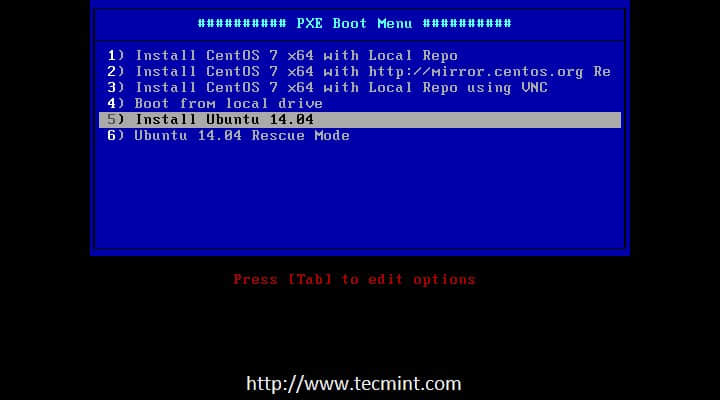 ########## PXE Boot Menu ##########
1) Install CentOS 7 x64 with Local Repo
2) Install CentOS 7 x64 with http://mirror.centos.org Re
3) Install CentOS 7 x64 with Local Repo using VNC
4) Boot from local drive
5) Install Ubuntu 14.04
6) Ubuntu 14.04 Rescue Mode
Press [Tab] to edit options
http://www.tecmint.com